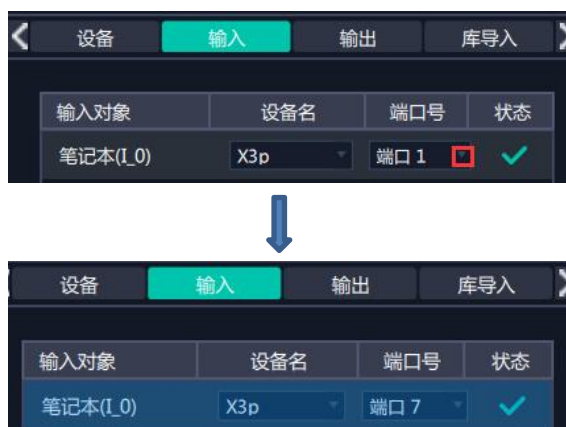 设备 输入 输出 库导入
输入对象 设备名 端口号 状态
笔记本(I_0) X3p 端口 1
设备 输入 输出 库导入
输入对象 设备名 端口号 状态
笔记本(I_0) X3p 端口 7